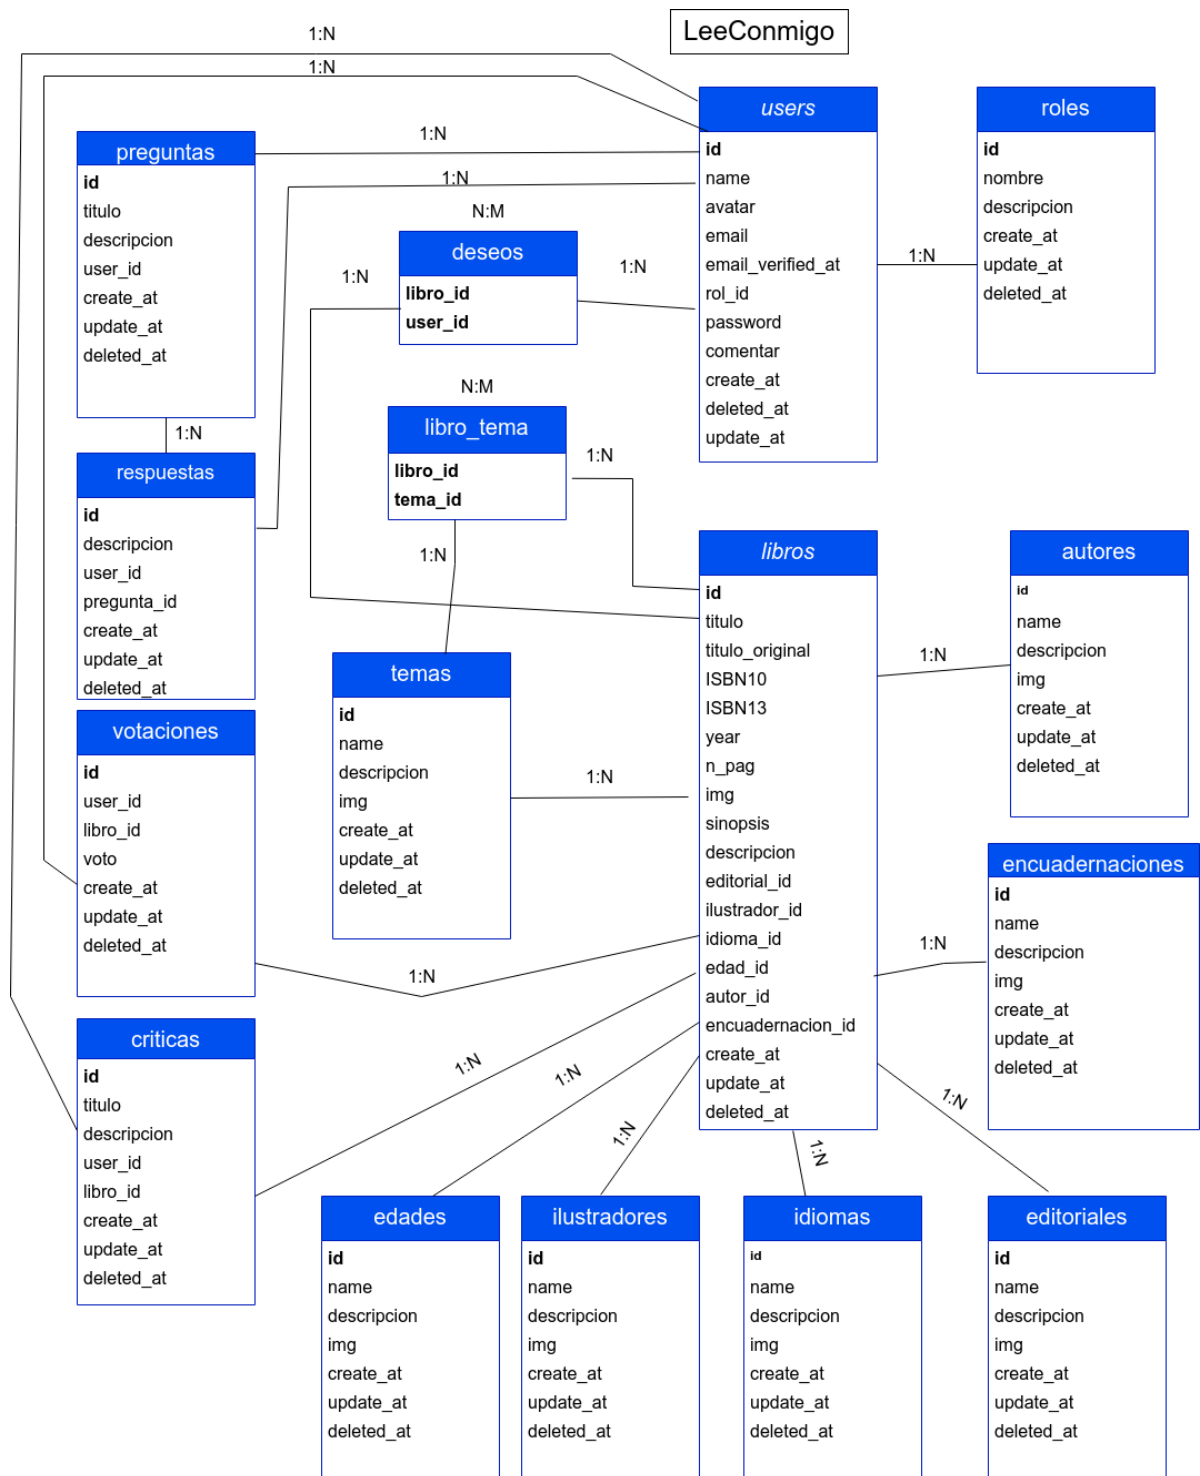 LeeConmigo
1:N
1:N
users
id
name
avatar
email
email_verified_at
rol_id
password
comentar
create_at
deleted_at
update_at
roles
id
nombre
descripcion
create_at
update_at
deleted_at
1:N
preguntas
id
titulo
descripcion
user_id
create_at
update_at
deleted_at
1:N
1:N
N:M
deseos
libro_id
user_id
1:N
1:N
N:M
libro_tema
libro_id
tema_id
1:N
1:N
1:N
respuestas
id
descripcion
user_id
pregunta_id
create_at
update_at
deleted_at
libros
id
titulo
titulo_original
ISBN10
ISBN13
year
n_pag
img
sinopsis
descripcion
editorial_id
ilustrador_id
idioma_id
edad_id
autor_id
encuadernacion_id
create_at
update_at
deleted_at
autores
id
name
descripcion
img
create_at
update_at
deleted_at
1:N
temas
id
name
descripcion
img
create_at
update_at
deleted_at
1:N
votaciones
id
user_id
libro_id
voto
create_at
update_at
deleted_at
1:N
encuadernaciones
id
name
descripcion
img
create_at
update_at
deleted_at
1:N
criticas
id
titulo
descripcion
user_id
libro_id
create_at
update_at
deleted_at
1:N
1:N
1:N
1:N
1:N
edades
id
name
descripcion
img
create_at
update_at
deleted_at
ilustradores
id
name
descripcion
img
create_at
update_at
deleted_at
idiomas
id
name
descripcion
img
create_at
update_at
deleted_at
editoriales
id
name
descripcion
img
create_at
update_at
deleted_at